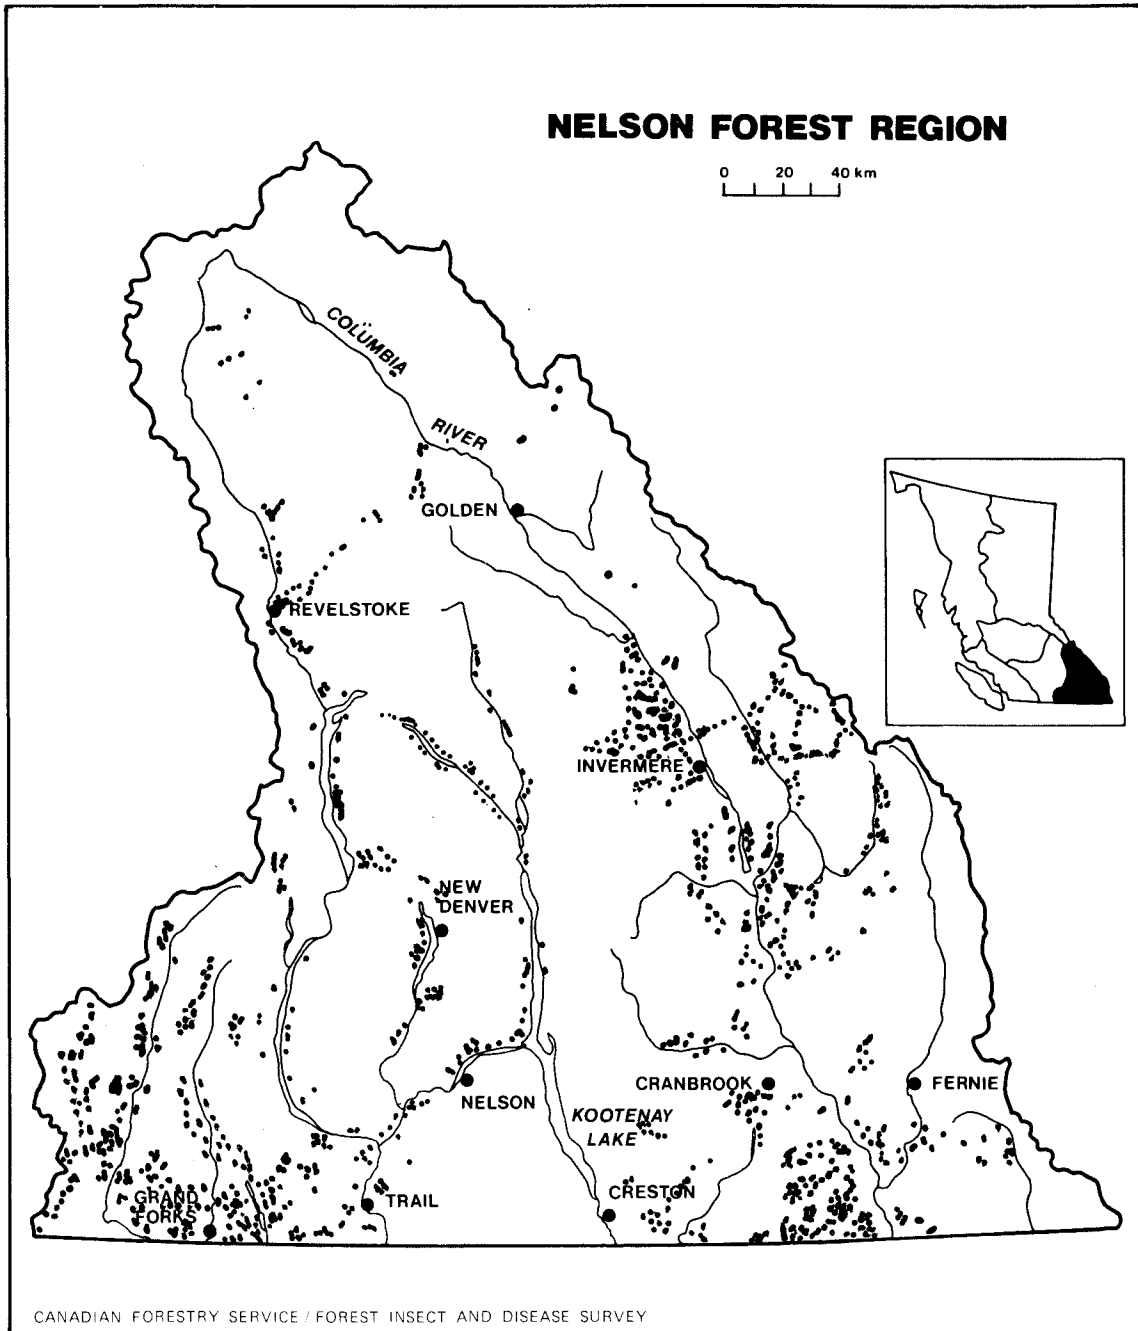 NELSON FOREST REGION
0 20 40 km
COLUMBIA
RIVER
GOLDEN
REVELSTOKE
INVERMERE
NEW
DENVER
CRANBROOK
FERNIE
NELSON
KOOTENAY
LAKE
GRAND
FORKS
TRAIL
CRESTON
CANADIAN FORESTRY SERVICE / FOREST INSECT AND DISEASE SURVEY